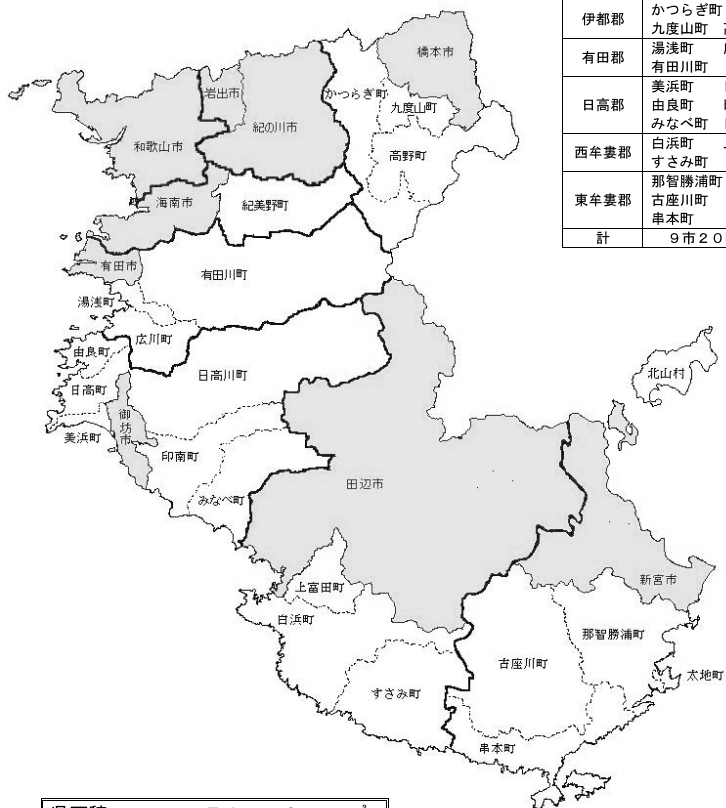 橋本市
かつらぎ町
岩出市
九度山町
紀の川市
和歌山市
高野町
海南市
紀美野町
有田市
有田川町
湯浅町
広川町
由良町
日高川町
北山村
日高町
御坊市
美浜町
印南町
田辺市
みなべ町
新宮市
上富田町
白浜町
那智勝浦町
古座川町
太地町
すさみ町
串本町
伊都郡 かつらぎ町
九度山町
有田郡 湯浅町
有田川町
日高郡 美浜町
由良町
みなべ町
西牟婁郡 白浜町
すさみ町
東牟婁郡 那智勝浦町
古座川町
串本町
計 9市20